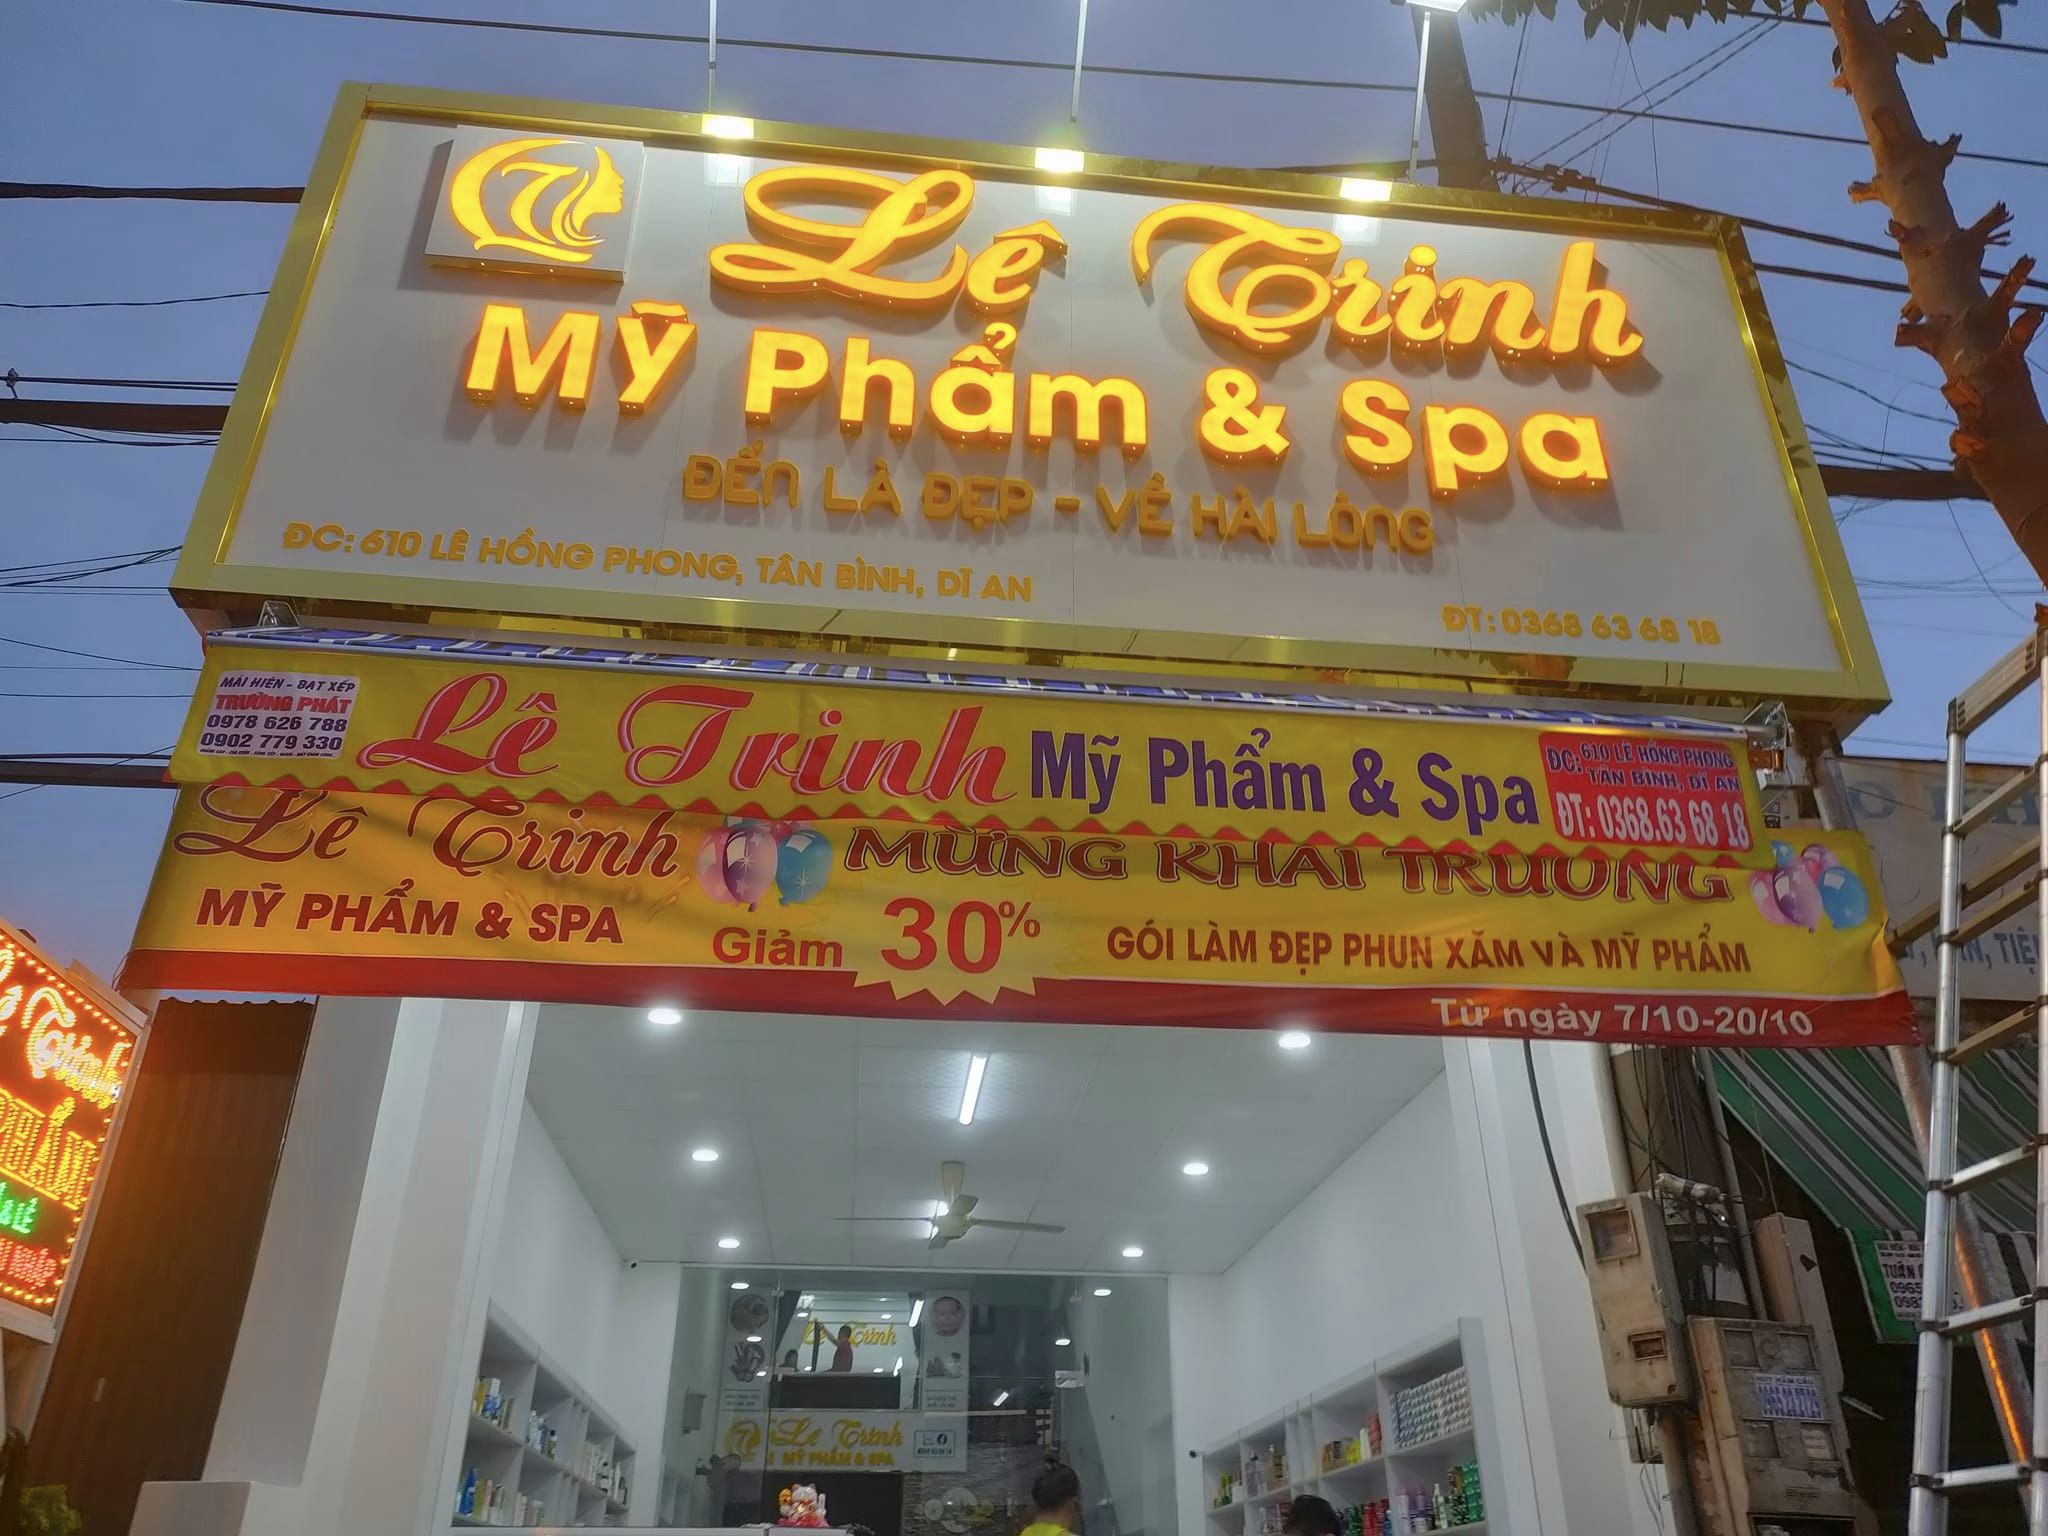 Lê Trinh
Mỹ Phẩm & Spa
ĐẾN LÀ ĐẸP - VỀ HÀI LÒNG
ĐC: 610 LÊ HỒNG PHONG, TÂN BÌNH, DĨ AN
ĐT: 0368 63 68 18
MÁI HIÊN - BẠT XẾP
TRƯỜNG PHÁT
0978 626 788
0902 779 330
Lê Trinh Mỹ Phẩm & Spa
ĐC: 610 LÊ HỒNG PHONG
TÂN BÌNH, DĨ AN
ĐT: 0368.63 68 18
Lê Trinh
MỸ PHẨM & SPA
MỪNG KHAI TRƯƠNG
Giảm 30%
GÓI LÀM ĐẸP PHUN XĂM VÀ MỸ PHẨM
Từ ngày 7/10-20/10
Trinh
Lê Trinh
Lê Trinh
MỸ PHẨM & SPA